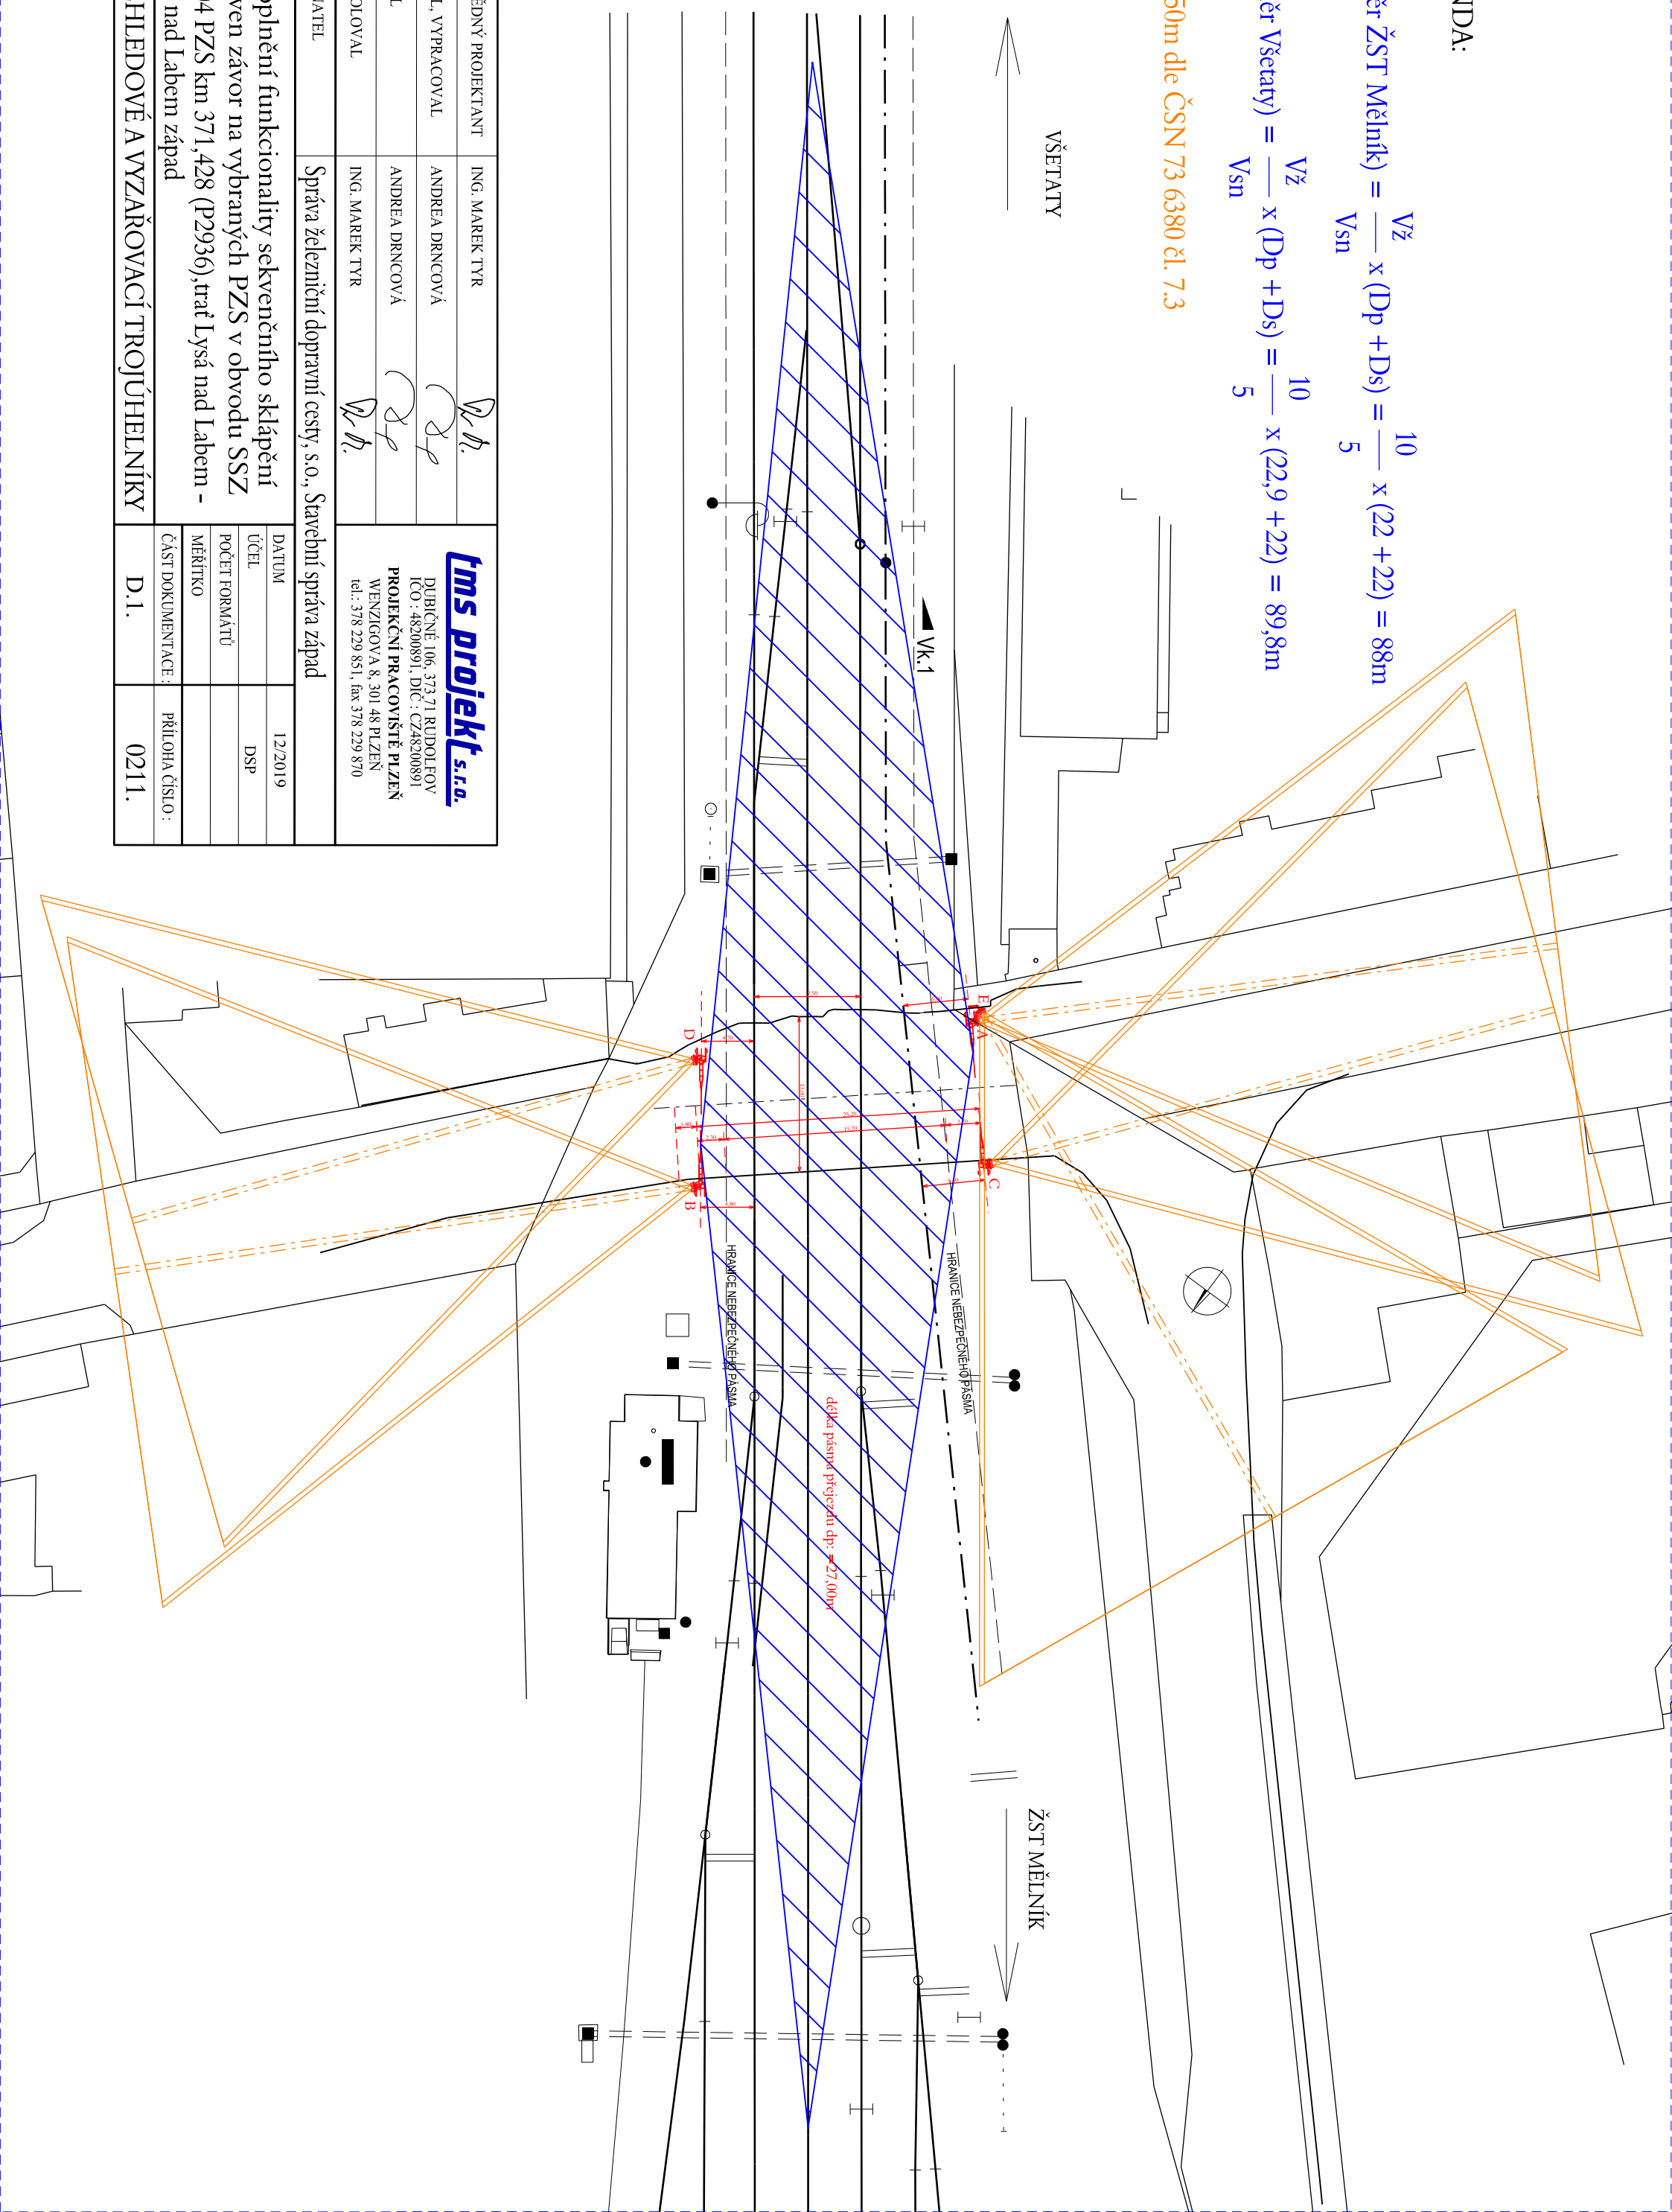 NDA:
ěr ŽST Mělník) = Vž / Vsn x (Dp + Ds) = 10 / 5 x (22 + 22) = 88m
ěr Všetaty) = Vž / Vsn x (Dp + Ds) = 10 / 5 x (22,9 + 22) = 89,8m
50m dle ČSN 73 6380 čl. 7.3
VŠETATY
ŽST MĚLNÍK
Vk.1
HRANICE NEBEZPEČNÉHO PÁSMA
HRANICE NEBEZPEČNÉHO PÁSMA
délka pásma přejezdu dp: =27,00m
E
A
C
D
B
ĚDNÝ PROJEKTANT
ING. MAREK TYR
L, VYPRACOVAL
ANDREA DRNCOVÁ
L
ANDREA DRNCOVÁ
OLOVAL
ING. MAREK TYR
tms projekt s.r.o.
DUBIČNÉ 106, 373 71 RUDOLFOV
IČO : 48200891, DIČ : CZ48200891
PROJEKČNÍ PRACOVIŠTĚ PLZEŇ
WENZIGOVA 8, 301 48 PLZEŇ
tel.: 378 229 851, fax 378 229 870
NATEL
Správa železniční dopravní cesty, s.o., Stavební správa západ
oplnění funkcionality sekvenčního sklápění
ven závor na vybraných PZS v obvodu SSZ
04 PZS km 371,428 (P2936),trať Lysá nad Labem -
nad Labem západ
DATUM
12/2019
ÚČEL
DSP
POČET FORMÁTŮ
MĚŘÍTKO
ČÁST DOKUMENTACE :
PŘÍLOHA ČÍSLO :
HLEDOVÉ A VYZAŘOVACÍ TROJÚHELNÍKY
D.1.
0211.